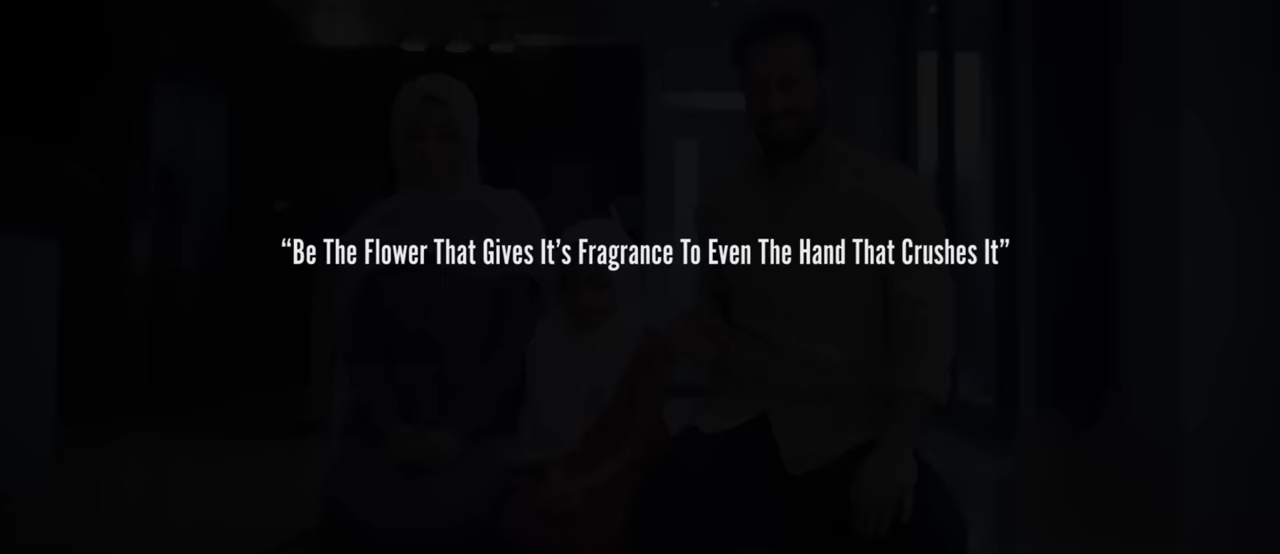 “Be The Flower That Gives It’s Fragrance To Even The Hand That Crushes It”